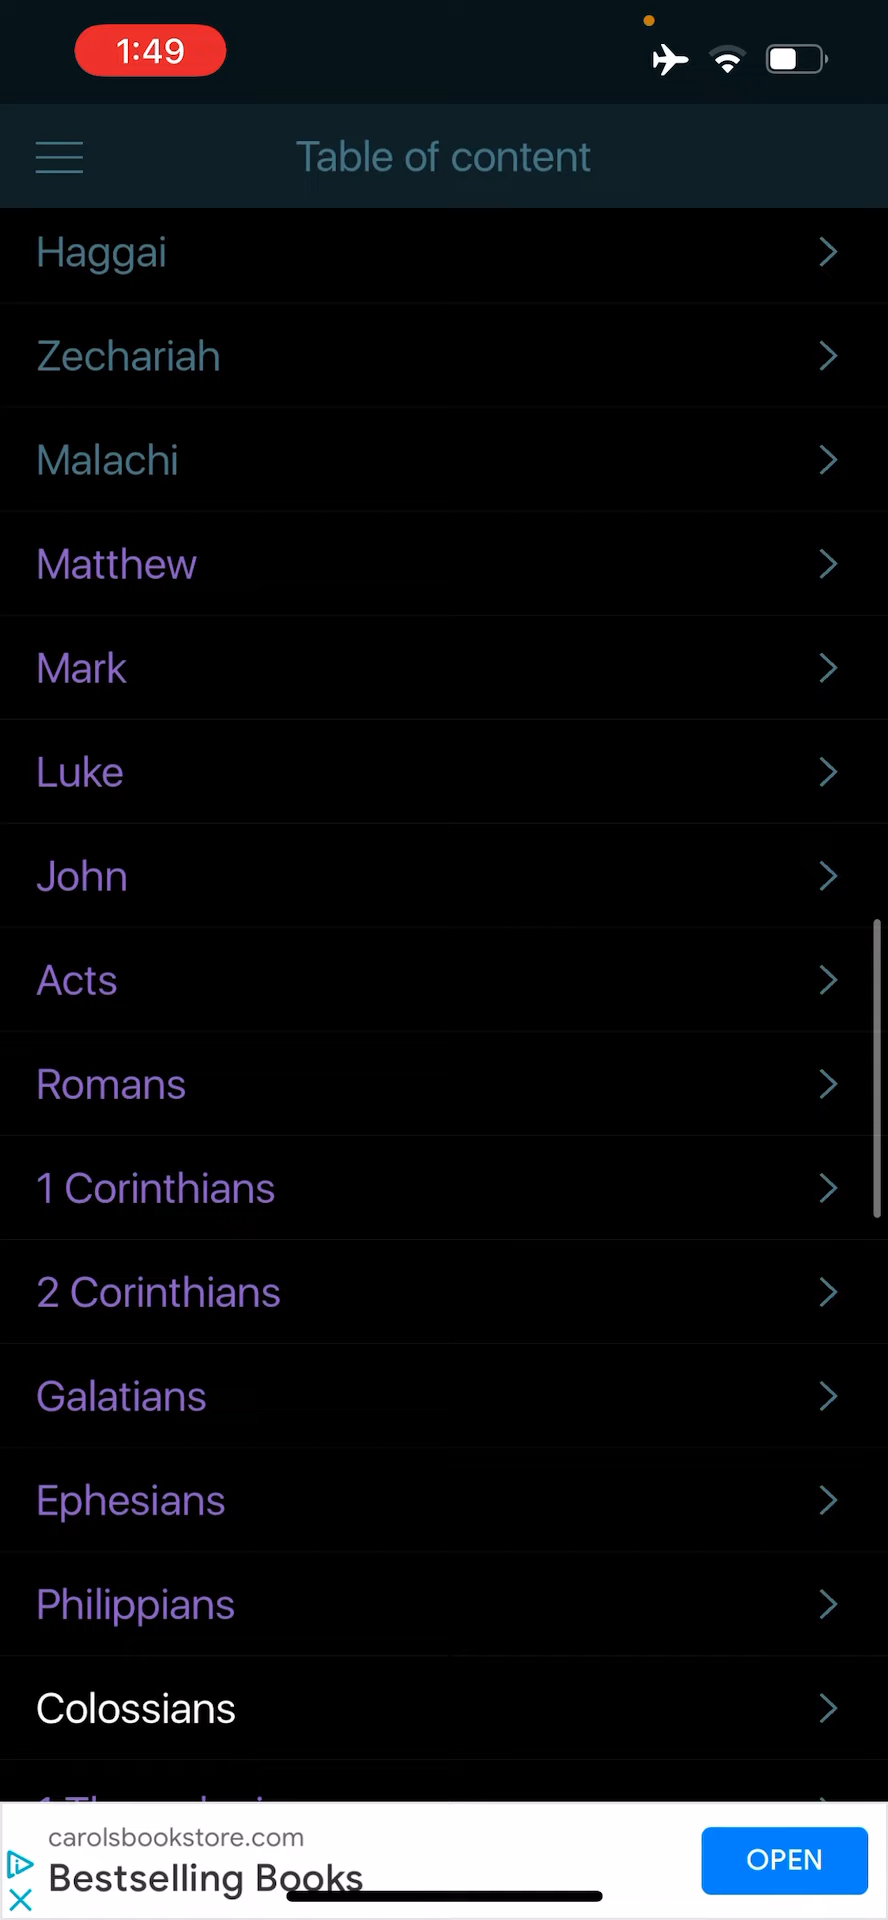 1:49
Table of content
Haggai
Zechariah
Malachi
Matthew
Mark
Luke
John
Acts
Romans
1 Corinthians
2 Corinthians
Galatians
Ephesians
Philippians
Colossians
carolsbookstore.com
Bestselling Books
OPEN